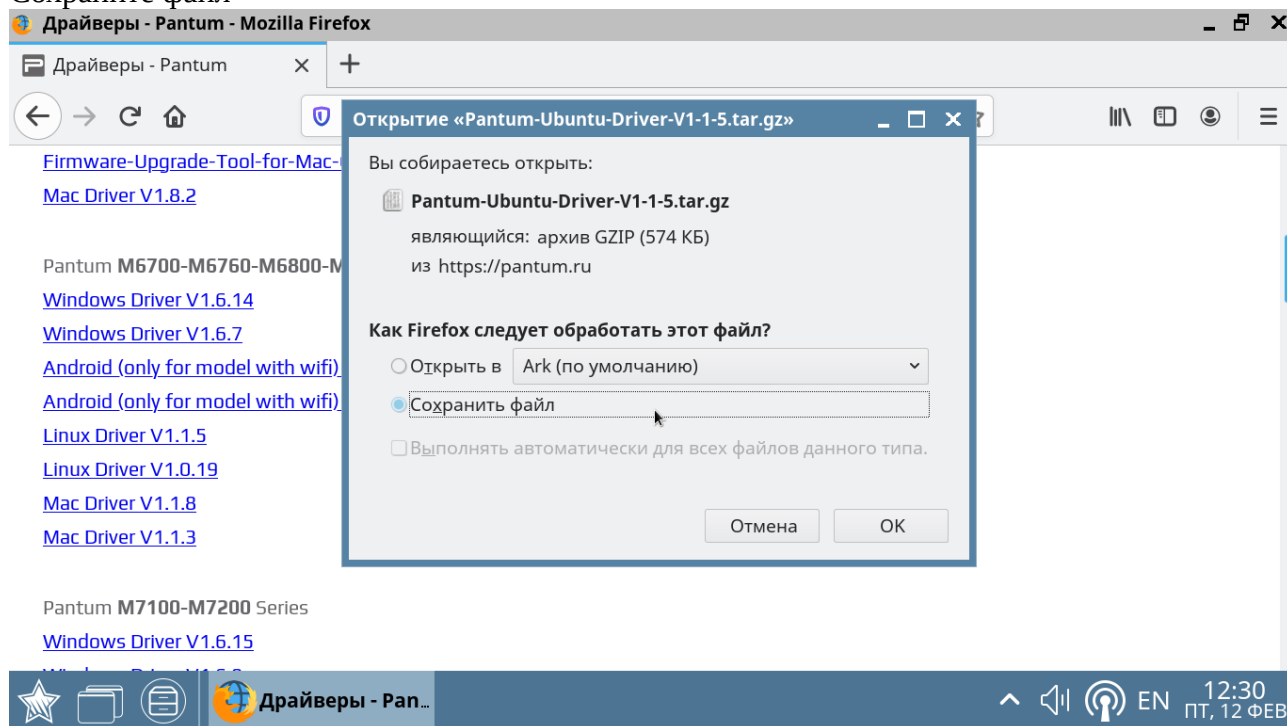 Сохраните файл
Драйверы - Pantum - Mozilla Firefox
Драйверы - Pantum
Открытие «Pantum-Ubuntu-Driver-V1-1-5.tar.gz»
Вы собираетесь открыть:
Pantum-Ubuntu-Driver-V1-1-5.tar.gz
являющийся: архив GZIP (574 КБ)
из https://pantum.ru
Как Firefox следует обработать этот файл?
Открыть в Ark (по умолчанию)
Сохранить файл
Выполнять автоматически для всех файлов данного типа.
Отмена OK
Firmware-Upgrade-Tool-for-Mac-
Mac Driver V1.8.2
Pantum M6700-M6760-M6800-M
Windows Driver V1.6.14
Windows Driver V1.6.7
Android (only for model with wifi)
Android (only for model with wifi)
Linux Driver V1.1.5
Linux Driver V1.0.19
Mac Driver V1.1.8
Mac Driver V1.1.3
Pantum M7100-M7200 Series
Windows Driver V1.6.15
Драйверы - Pan…
EN
12:30
ПТ, 12 ФЕВ